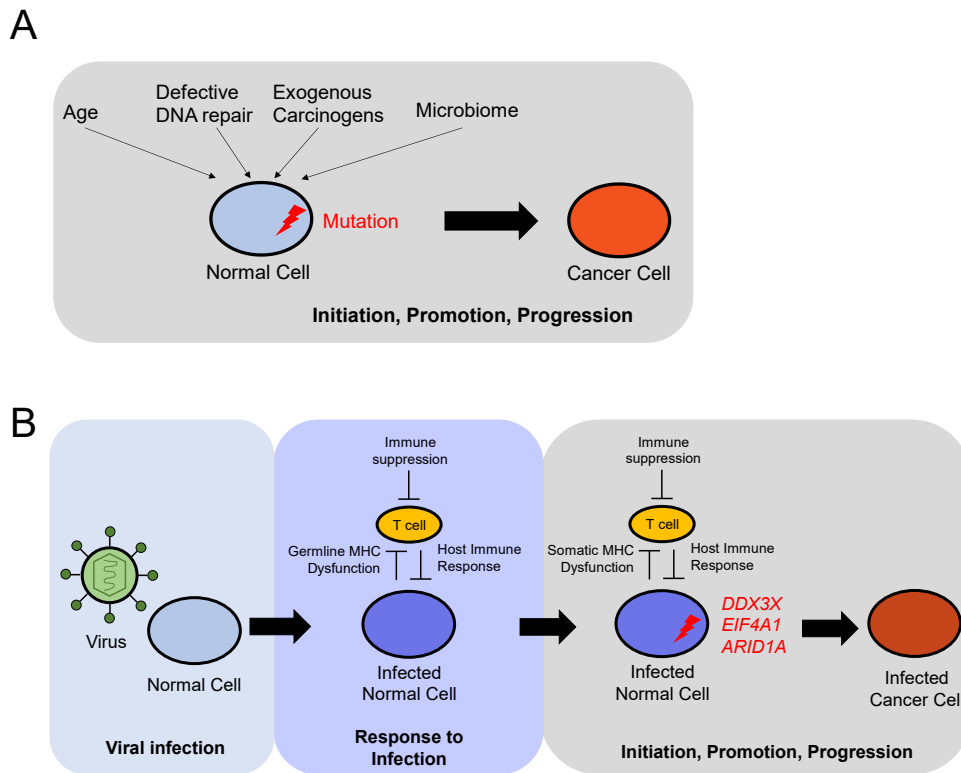 A
Age
Defective
DNA repair
Exogenous
Carcinogens
Microbiome
Mutation
Normal Cell
Cancer Cell
Initiation, Promotion, Progression
B
Virus
Normal Cell
Viral infection
Immune
suppression
T cell
Germline MHC
Dysfunction
Host Immune
Response
Infected
Normal Cell
Response to
Infection
Immune
suppression
T cell
Somatic MHC
Dysfunction
Host Immune
Response
DDX3X
EIF4A1
ARID1A
Infected
Normal Cell
Infected
Cancer Cel
Initiation, Promotion, Progression